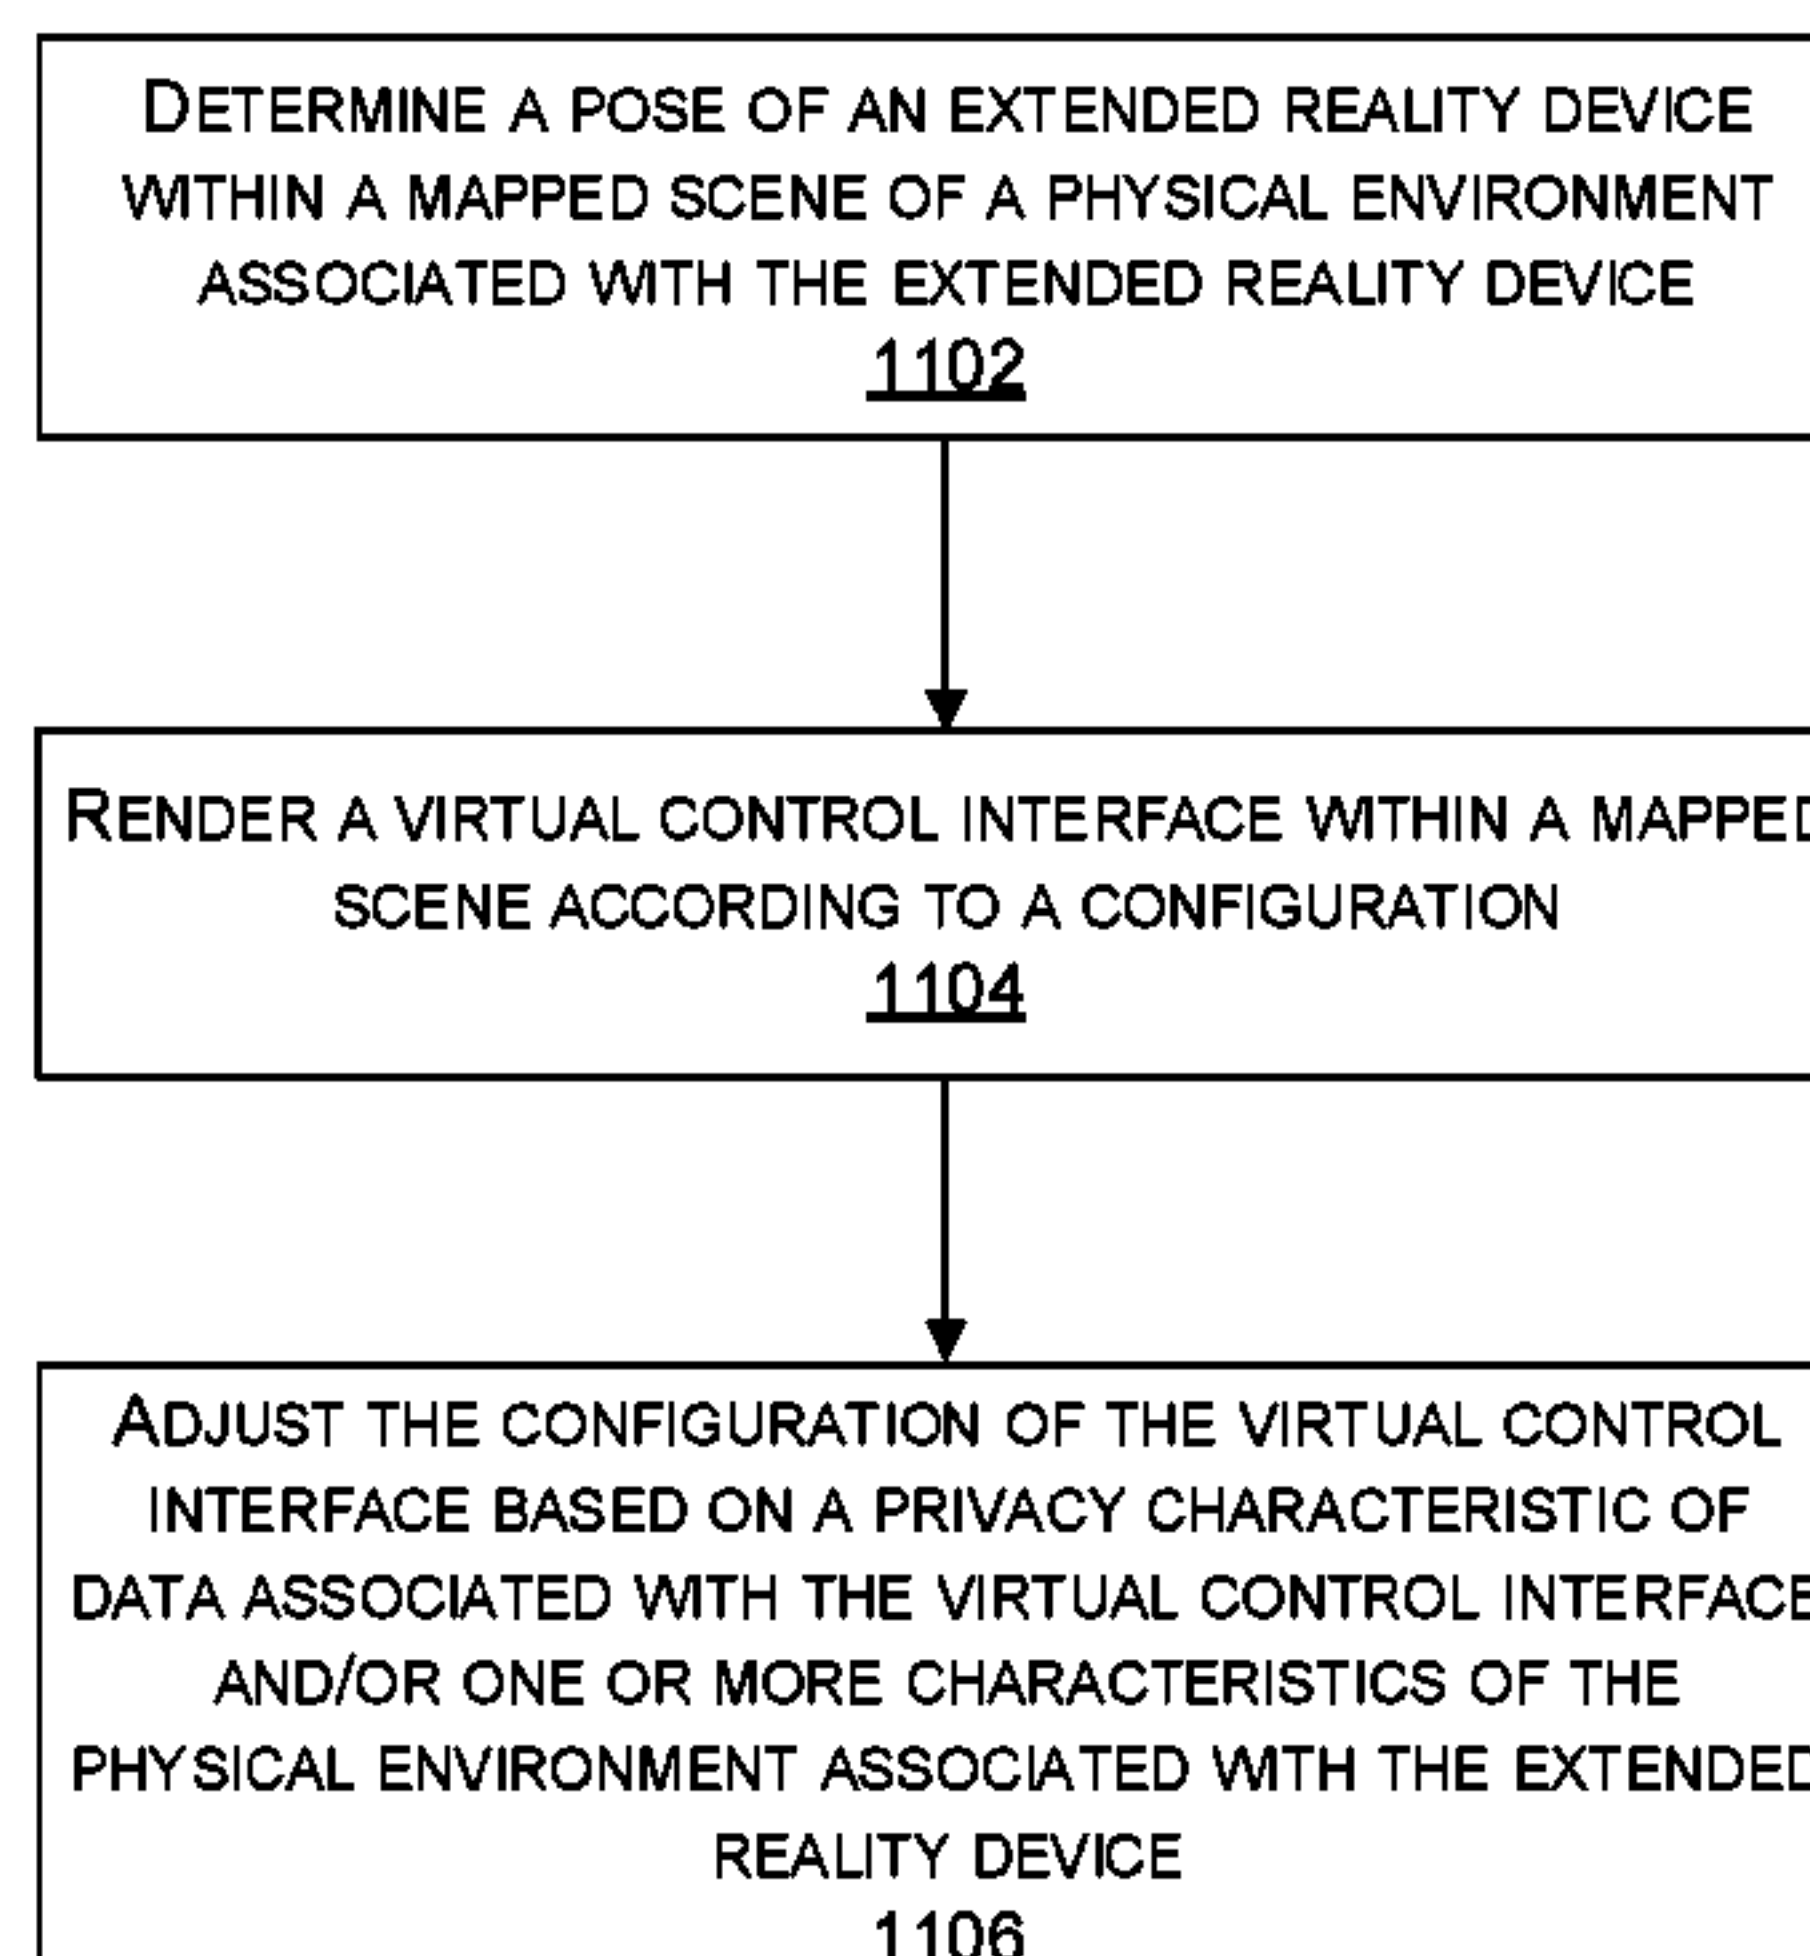 DETERMINE A POSE OF AN EXTENDED REALITY DEVICE
WITHIN A MAPPED SCENE OF A PHYSICAL ENVIRONMENT
ASSOCIATED WITH THE EXTENDED REALITY DEVICE
1102
RENDER A VIRTUAL CONTROL INTERFACE WITHIN A MAPPED
SCENE ACCORDING TO A CONFIGURATION
1104
ADJUST THE CONFIGURATION OF THE VIRTUAL CONTROL
INTERFACE BASED ON A PRIVACY CHARACTERISTIC OF
DATA ASSOCIATED WITH THE VIRTUAL CONTROL INTERFACE
AND/OR ONE OR MORE CHARACTERISTICS OF THE
PHYSICAL ENVIRONMENT ASSOCIATED WITH THE EXTENDED
REALITY DEVICE
1106